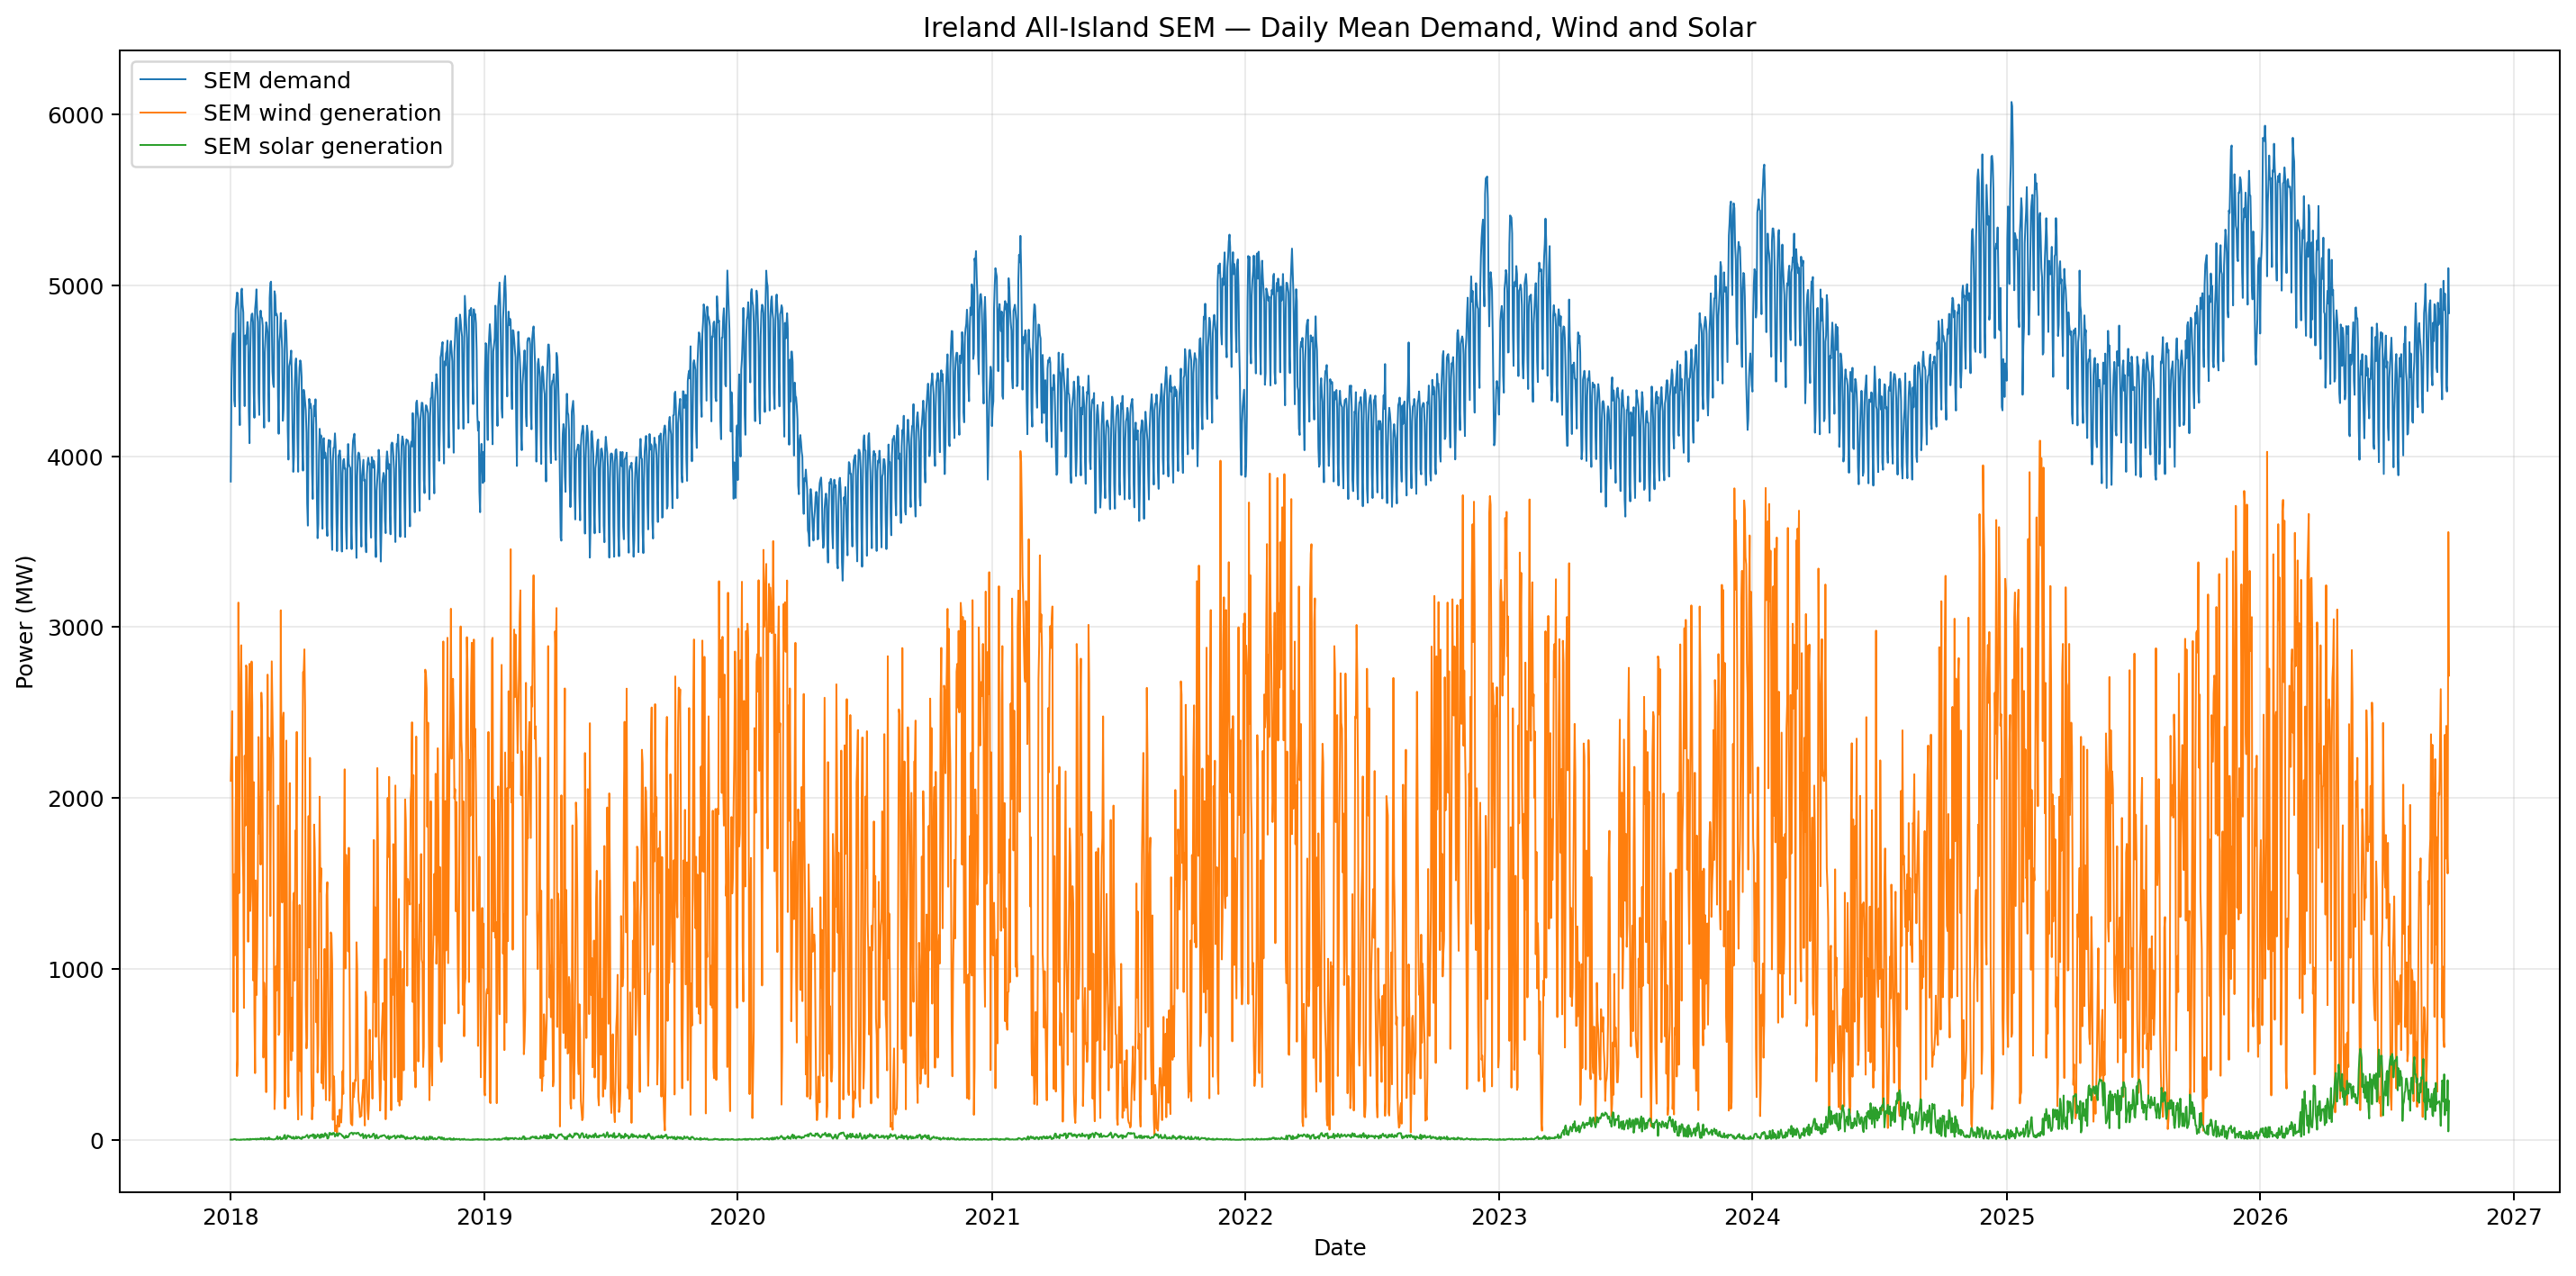 Ireland All-Island SEM — Daily Mean Demand, Wind and Solar
SEM demand
SEM wind generation
SEM solar generation
Power (MW)
6000
5000
4000
3000
2000
1000
0
2018 2019 2020 2021 2022 2023 2024 2025 2026 2027
Date